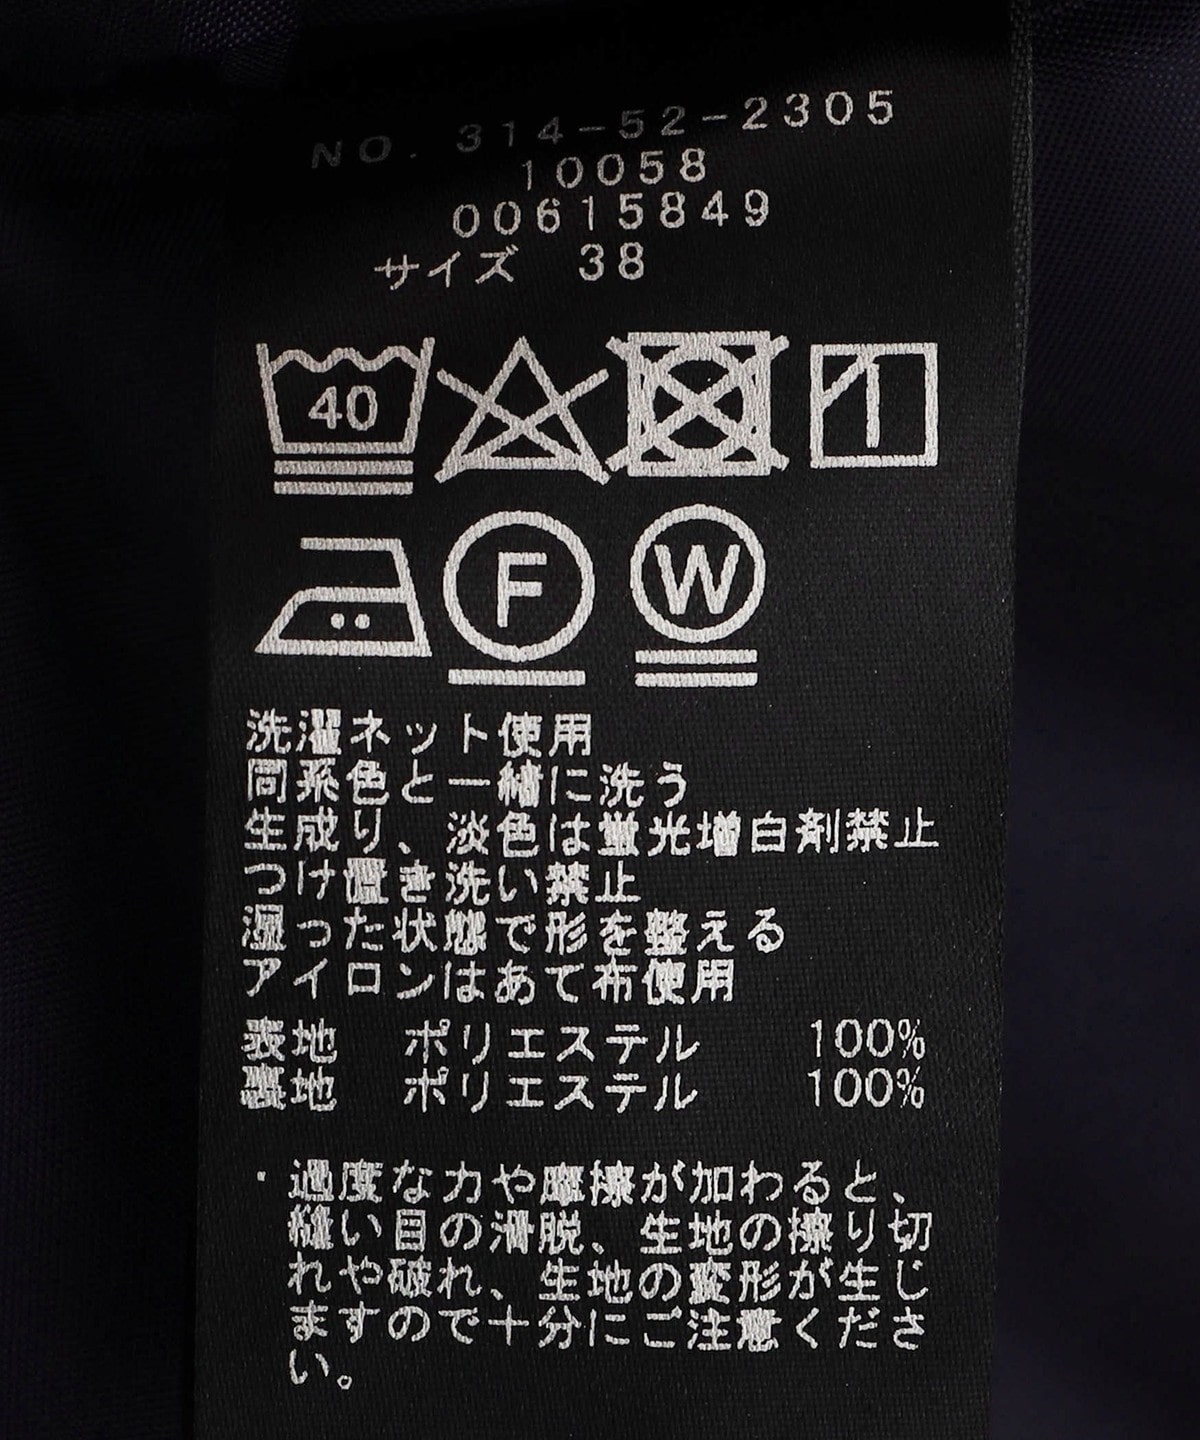 NO. 314-52-2305
10058
00615849
サイズ 38
40
F W
洗濯ネット使用
同系色と一緒に洗う
生成り、淡色は蛍光増白剤禁止
つけ置き洗い禁止
湿った状態で形を整える
アイロンはあて布使用
表地 ポリエステル 100%
裏地 ポリエステル 100%
・過度な力や摩擦が加わると、
縫い目の滑脱、生地の擦り切
れや破れ、生地の変形が生じ
ますので十分にご注意くださ
い。